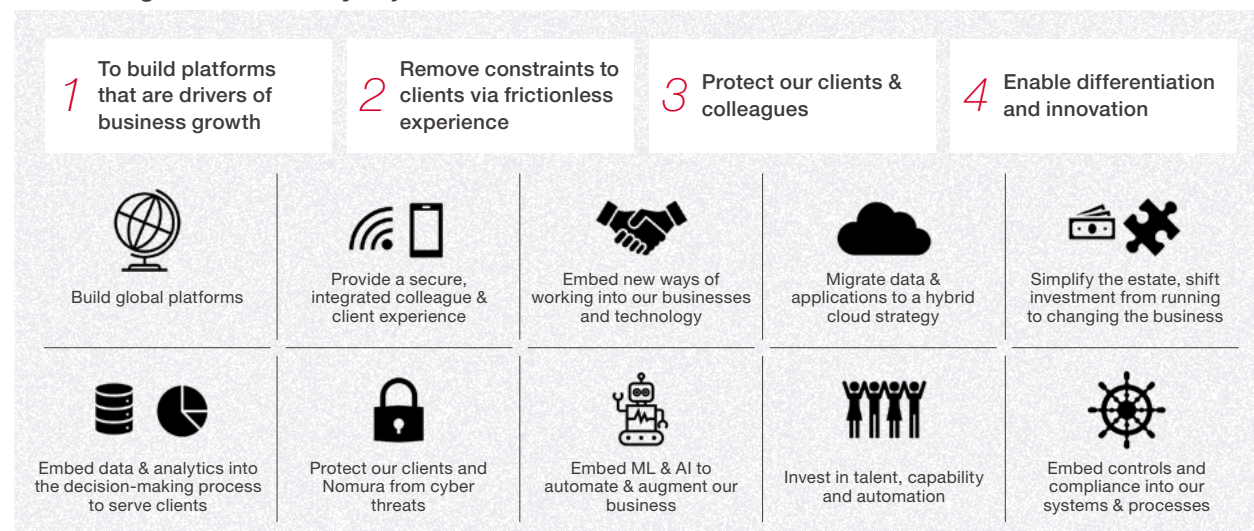 1
To build platforms
that are drivers of
business growth
2
Remove constraints to
clients via frictionless
experience
3
Protect our clients &
colleagues
4
Enable differentiation
and innovation
Build global platforms
Provide a secure,
integrated colleague &
client experience
Embed new ways of
working into our businesses
and technology
Migrate data &
applications to a hybrid
cloud strategy
Simplify the estate, shift
investment from running
to changing the business
Embed data & analytics into
the decision-making process
to serve clients
Protect our clients and
Nomura from cyber
threats
Embed ML & AI to
automate & augment our
business
Invest in talent, capability
and automation
Embed controls and
compliance into our
systems & processes